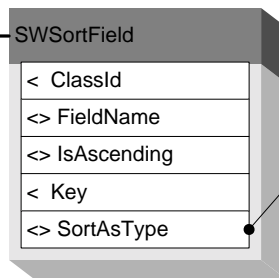 SWSortField
< ClassId
<> FieldName
<> IsAscending
< Key
<> SortAsType